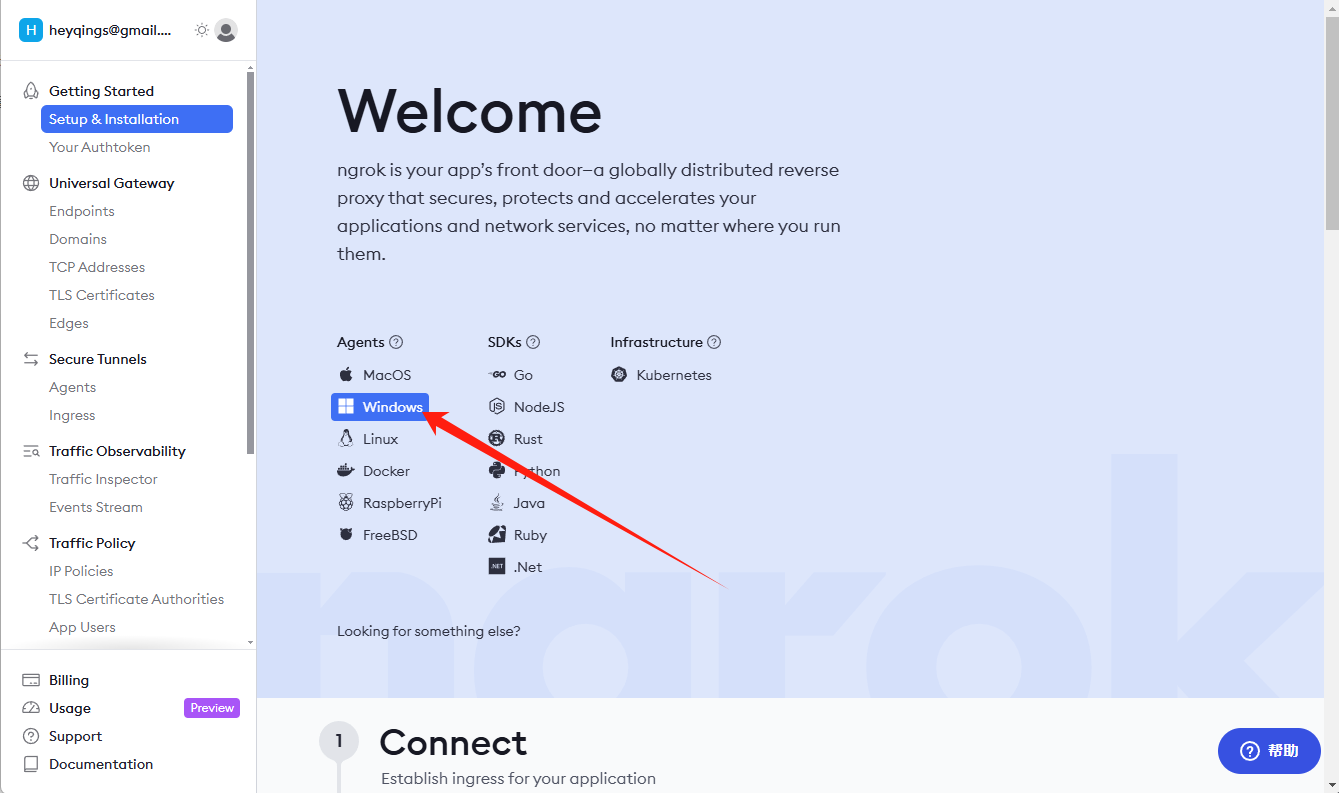 H heyqings@gmail....
Getting Started
Setup & Installation
Your Authtoken
Universal Gateway
Endpoints
Domains
TCP Addresses
TLS Certificates
Edges
Secure Tunnels
Agents
Ingress
Traffic Observability
Traffic Inspector
Events Stream
Traffic Policy
IP Policies
TLS Certificate Authorities
App Users
Billing
Usage Preview
Support
Documentation
Welcome
ngrok is your app’s front door—a globally distributed reverse
proxy that secures, protects and accelerates your
applications and network services, no matter where you run
them.
Agents
MacOS
Windows
Linux
Docker
RaspberryPi
FreeBSD
SDKs
Go
NodeJS
Rust
Python
Java
Ruby
.Net
Infrastructure
Kubernetes
Looking for something else?
ngrok
1 Connect
Establish ingress for your application
帮助